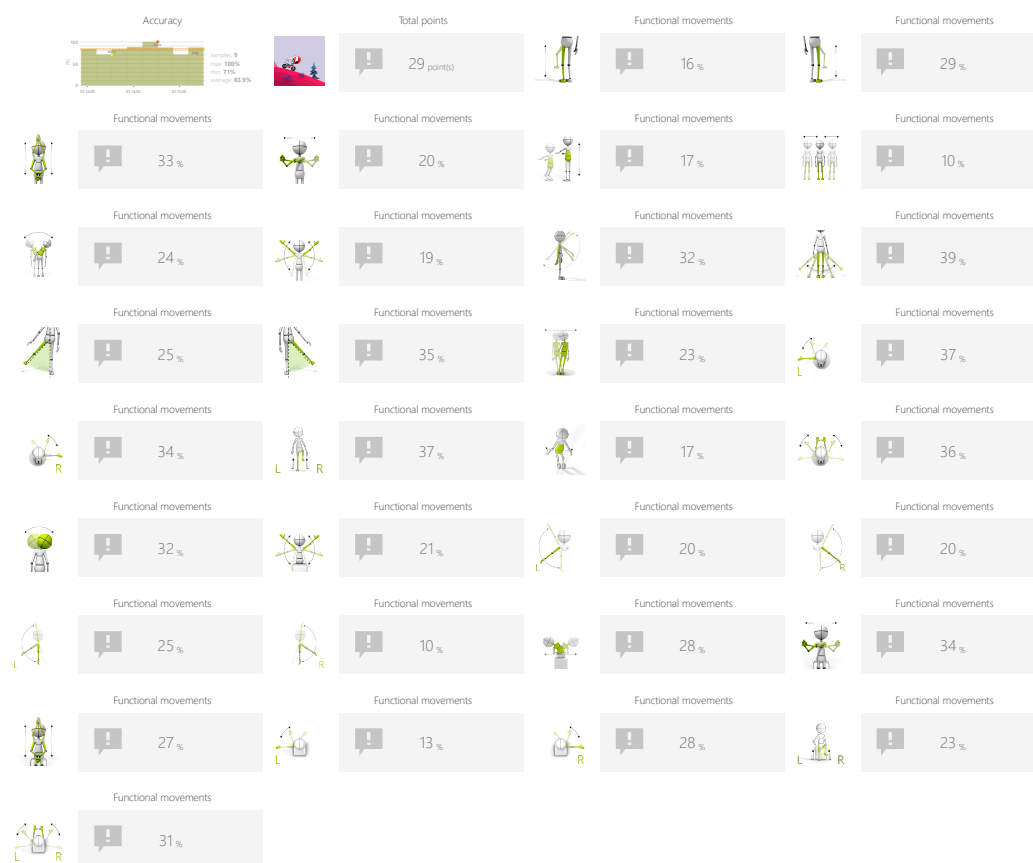 Accuracy
Total points
Functional movements
Functional movements
100
50
0
(%)
samples: 9
max: 100%
min: 71%
average: 83.9%
29 point(s)
16 %
29 %
Functional movements
Functional movements
Functional movements
Functional movements
33 %
20 %
17 %
10 %
Functional movements
Functional movements
Functional movements
Functional movements
24 %
19 %
32 %
39 %
Functional movements
Functional movements
Functional movements
Functional movements
25 %
35 %
23 %
L
37 %
Functional movements
Functional movements
Functional movements
Functional movements
R
34 %
L R
37 %
17 %
36 %
Functional movements
Functional movements
Functional movements
Functional movements
32 %
21 %
L
20 %
R
20 %
Functional movements
Functional movements
Functional movements
Functional movements
L
25 %
R
10 %
28 %
34 %
Functional movements
Functional movements
Functional movements
Functional movements
27 %
L
13 %
R
28 %
L R
23 %
Functional movements
L R
31 %